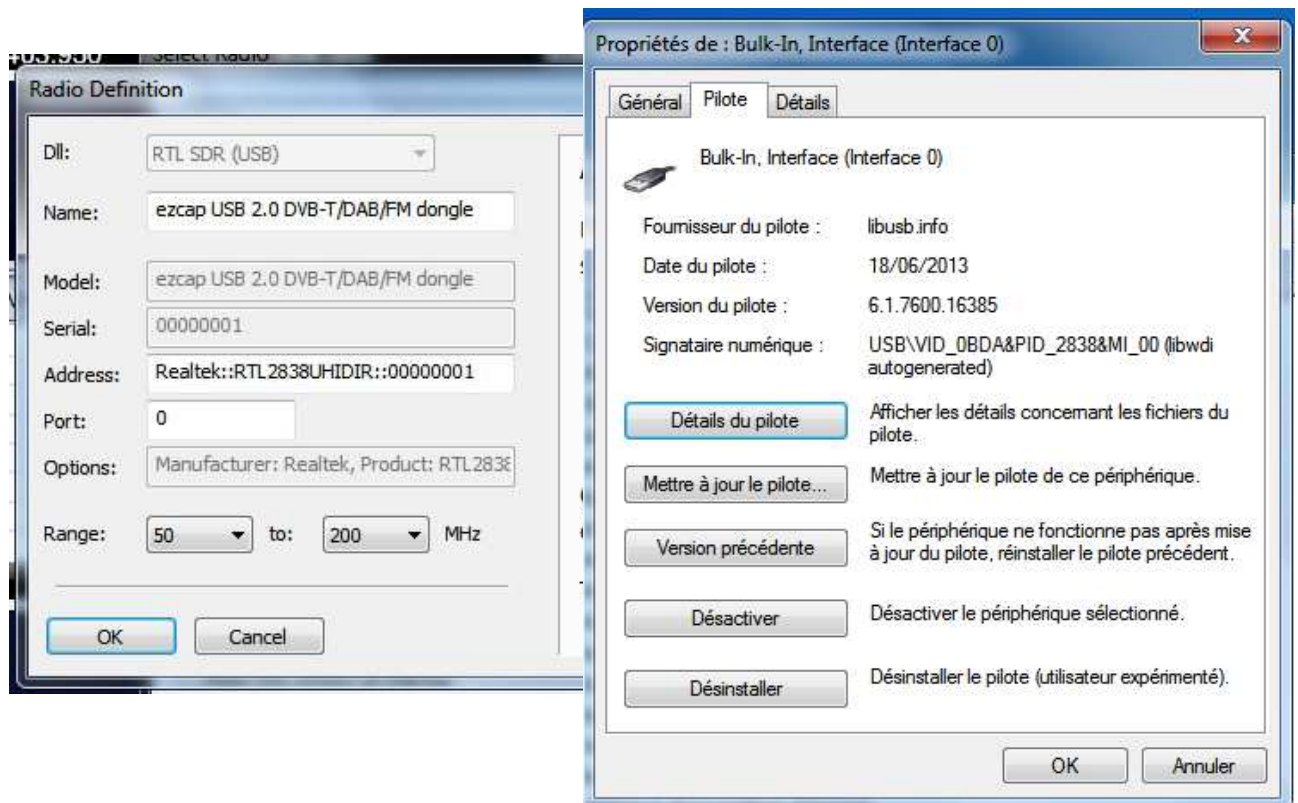 Radio Definition
Dll:
RTL SDR (USB)
Name:
ezcap USB 2.0 DVB-T/DAB/FM dongle
Model:
ezcap USB 2.0 DVB-T/DAB/FM dongle
Serial:
00000001
Address:
Realtek::RTL2838UHIDIR::00000001
Port:
0
Options:
Manufacturer: Realtek, Product: RTL2838
Range:
50
to:
200
MHz
OK
Cancel
Propriétés de : Bulk-In, Interface (Interface 0)
Général
Pilote
Détails
Bulk-In, Interface (Interface 0)
Fournisseur du pilote :
libusb.info
Date du pilote :
18/06/2013
Version du pilote :
6.1.7600.16385
Signataire numérique :
USB\VID_0BDA&PID_2838&MI_00 (libwdi
autogenerated)
Détails du pilote
Afficher les détails concernant les fichiers du
pilote.
Mettre à jour le pilote...
Mettre à jour le pilote de ce périphérique.
Version précédente
Si le périphérique ne fonctionne pas après mise
à jour du pilote, réinstaller le pilote précédent.
Désactiver
Désactiver le périphérique sélectionné.
Désinstaller
Désinstaller le pilote (utilisateur expérimenté).
OK
Annuler